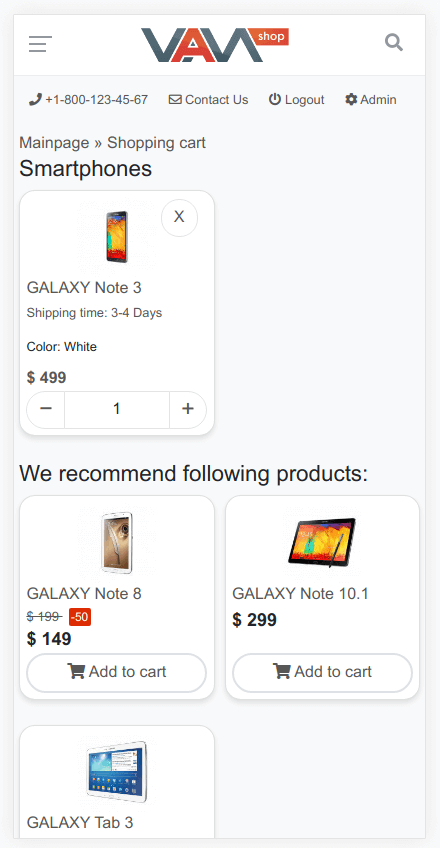 VAM shop
+1-800-123-45-67 Contact Us Logout Admin
Mainpage » Shopping cart
Smartphones
X
GALAXY Note 3
Shipping time: 3-4 Days
Color: White
$ 499
− 1 +
We recommend following products:
GALAXY Note 8
$ 199 -50
$ 149
Add to cart
GALAXY Note 10.1
$ 299
Add to cart
GALAXY Tab 3